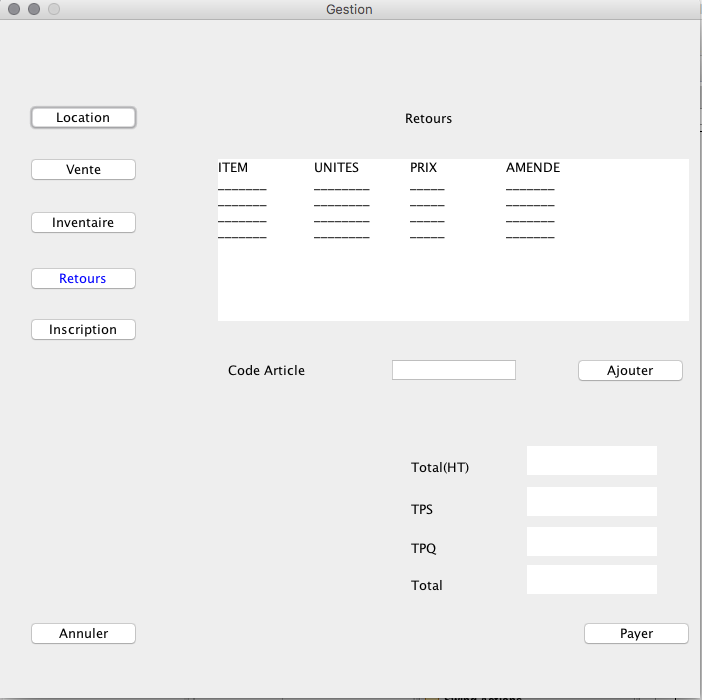 Gestion
Location
Retours
Vente
ITEM UNITES PRIX AMENDE
_______ ________ _____ _______
_______ ________ _____ _______
_______ ________ _____ _______
_______ ________ _____ _______
Inventaire
Retours
Inscription
Code Article
Ajouter
Total(HT)
TPS
TPQ
Total
Annuler
Payer